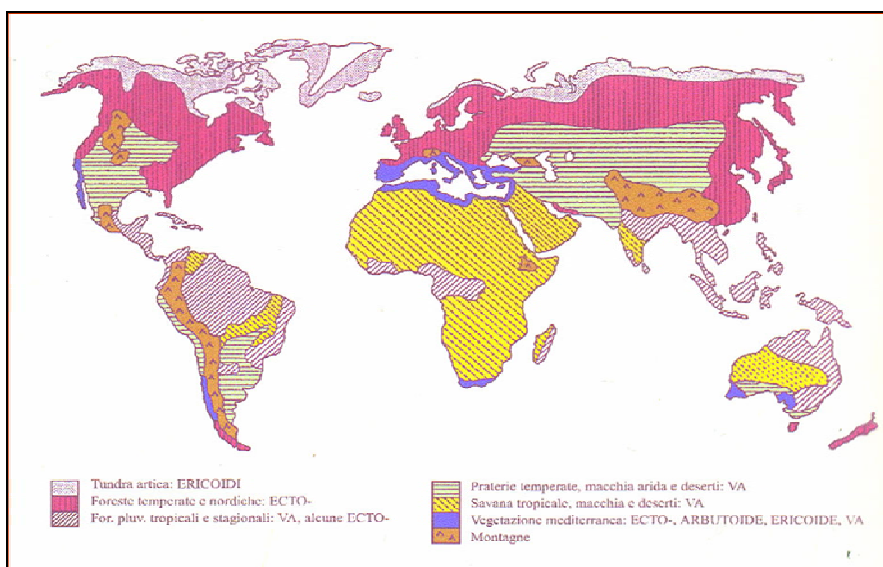 Tundra artica: ERICOIDI
Foreste temperate e nordiche: ECTO-
For. pluv. tropicali e stagionali: VA, alcune ECTO-
Praterie temperate, macchia arida e deserti: VA
Savana tropicale, macchia e deserti: VA
Vegetazione mediterranea: ECTO-, ARBUTOIDE, ERICOIDE, VA
Montagne